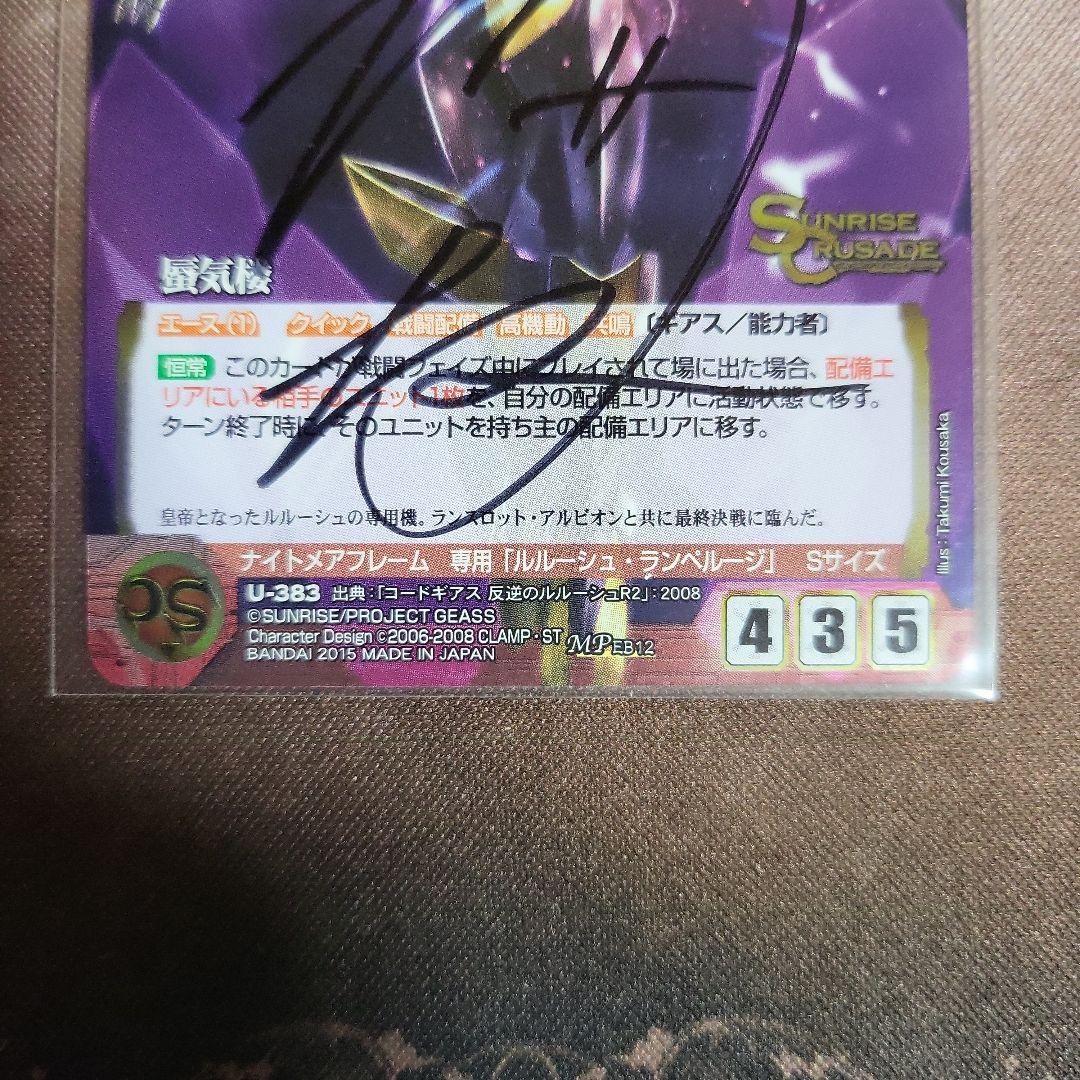 SUNRISE
CRUSADE
蜃気楼
エース(1) クイック 戦闘配備 高機動 共鳴〔ギアス／能力者〕
恒常 このカードが戦闘フェイズ中にプレイされて場に出た場合、配備エ
リアにいる相手のユニット1枚を、自分の配備エリアに活動状態で移す。
ターン終了時に、そのユニットを持ち主の配備エリアに移す。
皇帝となったルルーシュの専用機。ランスロット・アルビオンと共に最終決戦に臨んだ。
Illus : Takumi Kousaka
ナイトメアフレーム 専用「ルルーシュ・ランペルージ」 Sサイズ
SC
U-383 出典：「コードギアス 反逆のルルーシュR2」：2008
©SUNRISE/PROJECT GEASS
Character Design ©2006-2008 CLAMP・ST
BANDAI 2015 MADE IN JAPAN MP EB12
4 3 5